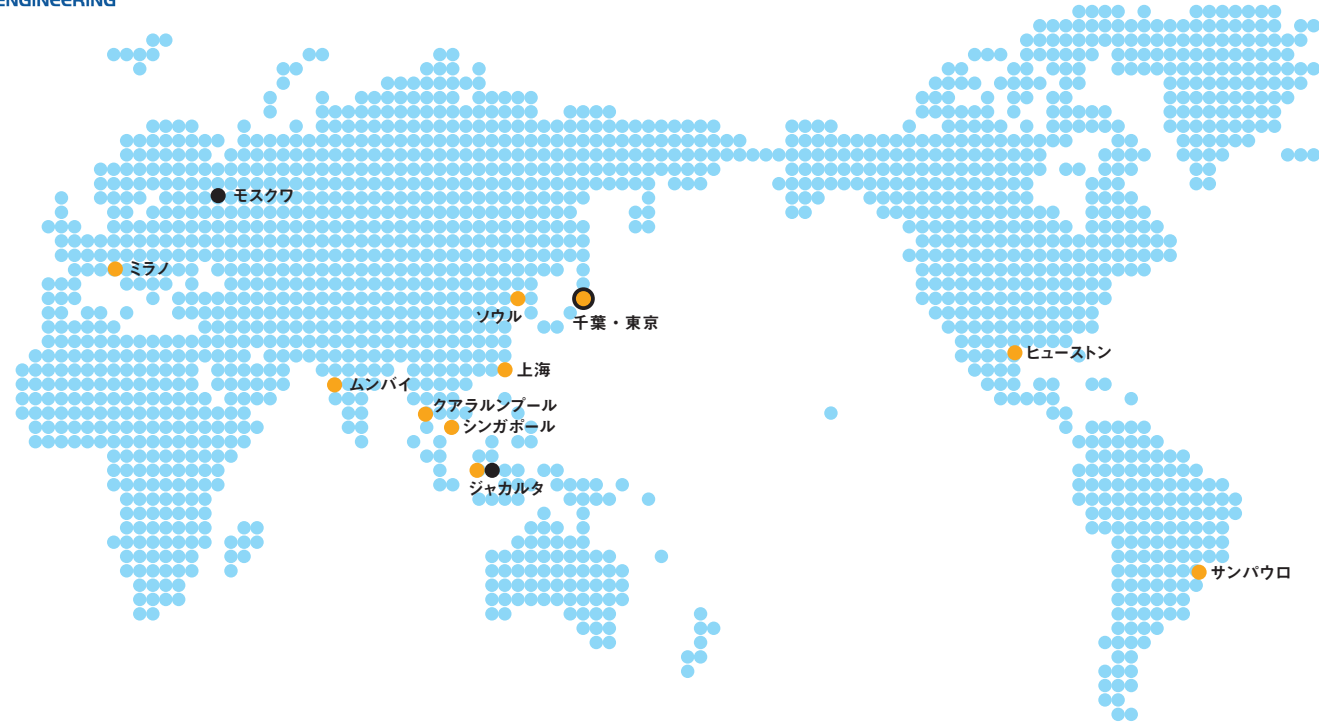 ENGINEERING
モスクワ
ミラノ
ソウル
千葉・東京
ヒューストン
上海
ムンバイ
クアラルンプール
シンガポール
ジャカルタ
サンパウロ